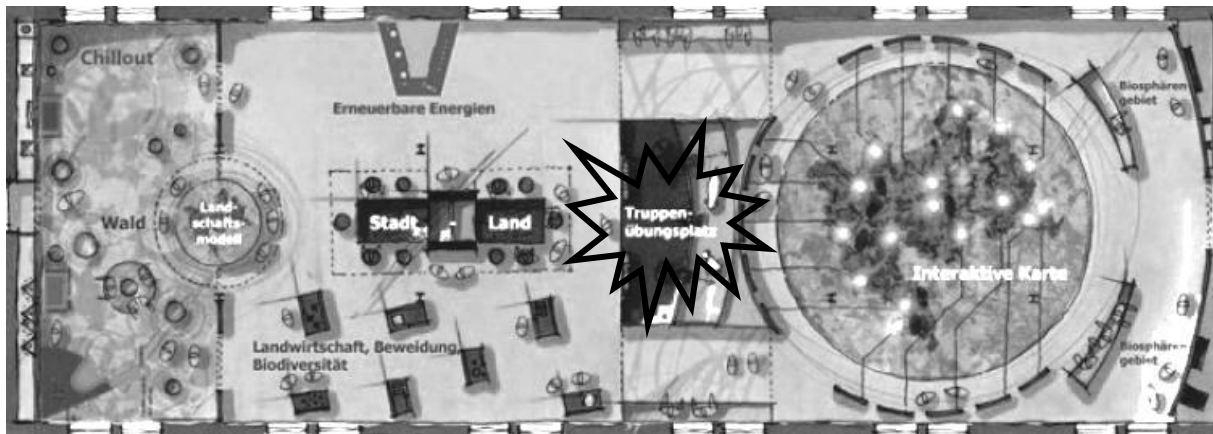 Chillout
Erneuerbare Energien
Biosphären
gebiet
Wald
Land-
schafts-
modell
Stadt
-
Land
Truppen-
übungsplatz
Interaktive Karte
Landwirtschaft, Beweidung,
Biodiversität
Biosphären
gebiet